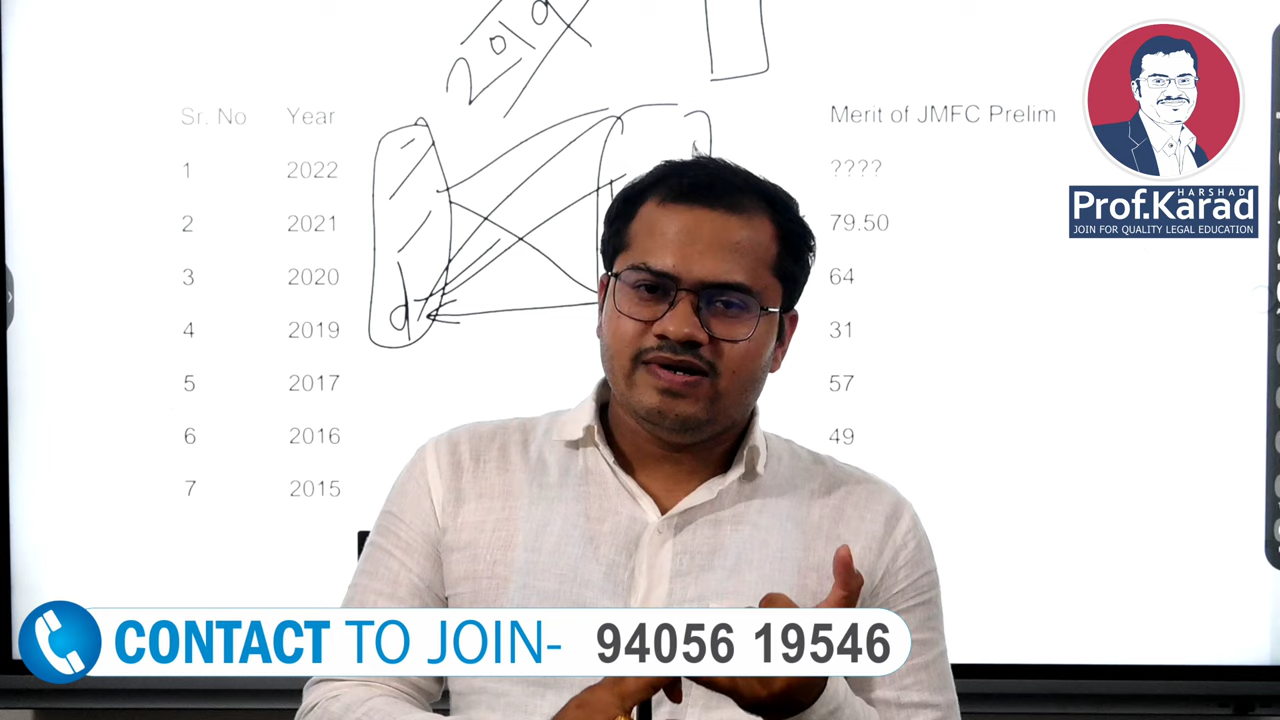 2019
Sr. No Year Merit of JMFC Prelim
1 2022 ????
2 2021 79.50
3 2020 64
4 2019 31
5 2017 57
6 2016 49
7 2015
HARSHAD
Prof.Karad
JOIN FOR QUALITY LEGAL EDUCATION
CONTACT TO JOIN- 94056 19546